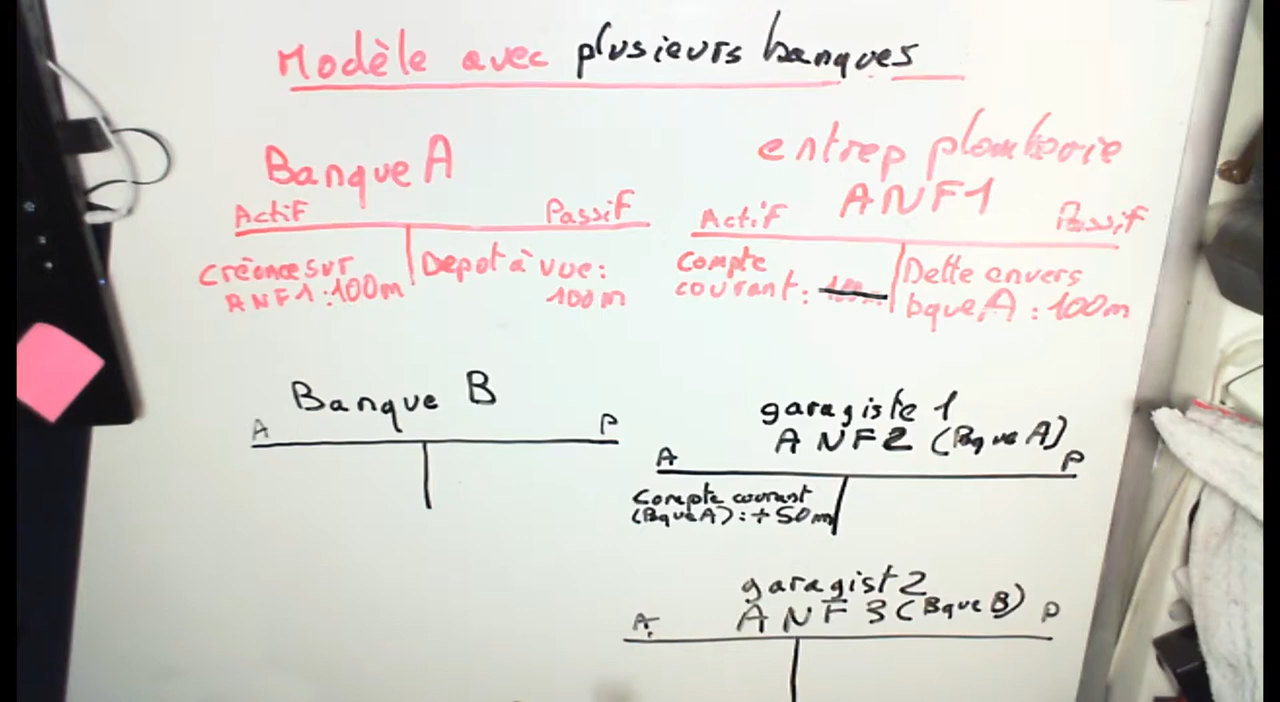 Modèle avec plusieurs banques
Banque A
Actif Passif
Créance sur
ANF1 : 100m
Depot à vue :
100m
entrep plomberie
ANF1
Actif Passif
Compte
courant :
Dette envers
bque A : 100m
Banque B
A P
garagiste 1
ANF2 (Bque A)
A P
Compte courant
(Bque A) : + 50m
garagist 2
ANF3 (Bque B)
A P